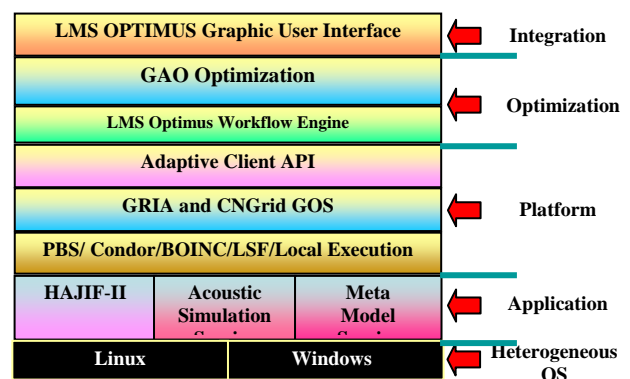 LMS OPTIMUS Graphic User Interface
Integration
GAO Optimization
Optimization
LMS Optimus Workflow Engine
Adaptive Client API
GRIA and CNGrid GOS
Platform
PBS/ Condor/BOINC/LSF/Local Execution
HAJIF-II
Acoustic
Simulation
Meta
Model
Application
Linux
Windows
Heterogeneous
OS